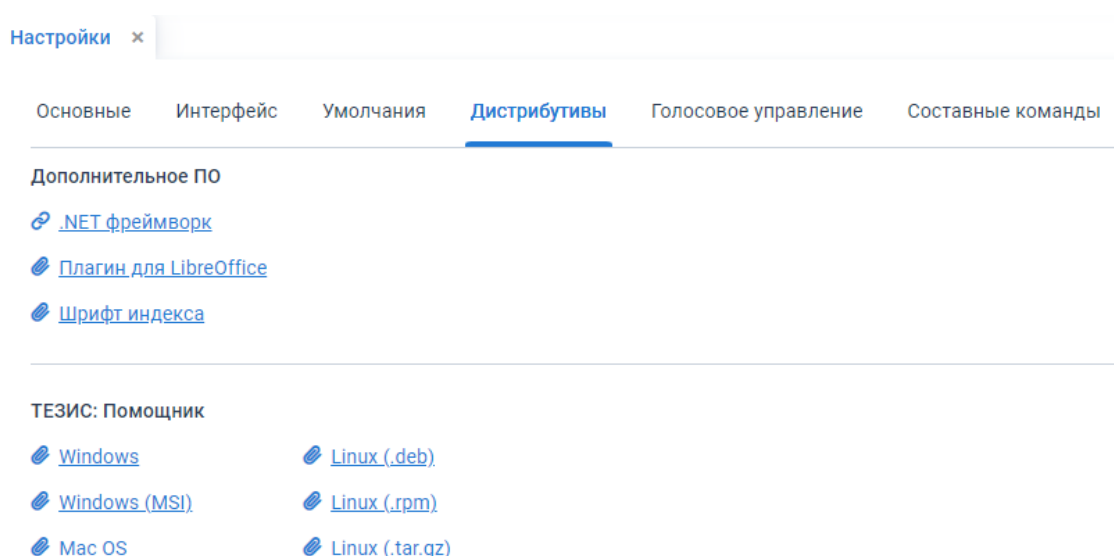 Настройки ×
Основные Интерфейс Умолчания Дистрибутивы Голосовое управление Составные команды
Дополнительное ПО
.NET фреймворк
Плагин для LibreOffice
Шрифт индекса
ТЕЗИС: Помощник
Windows Linux (.deb)
Windows (MSI) Linux (.rpm)
Mac OS Linux (.tar.gz)